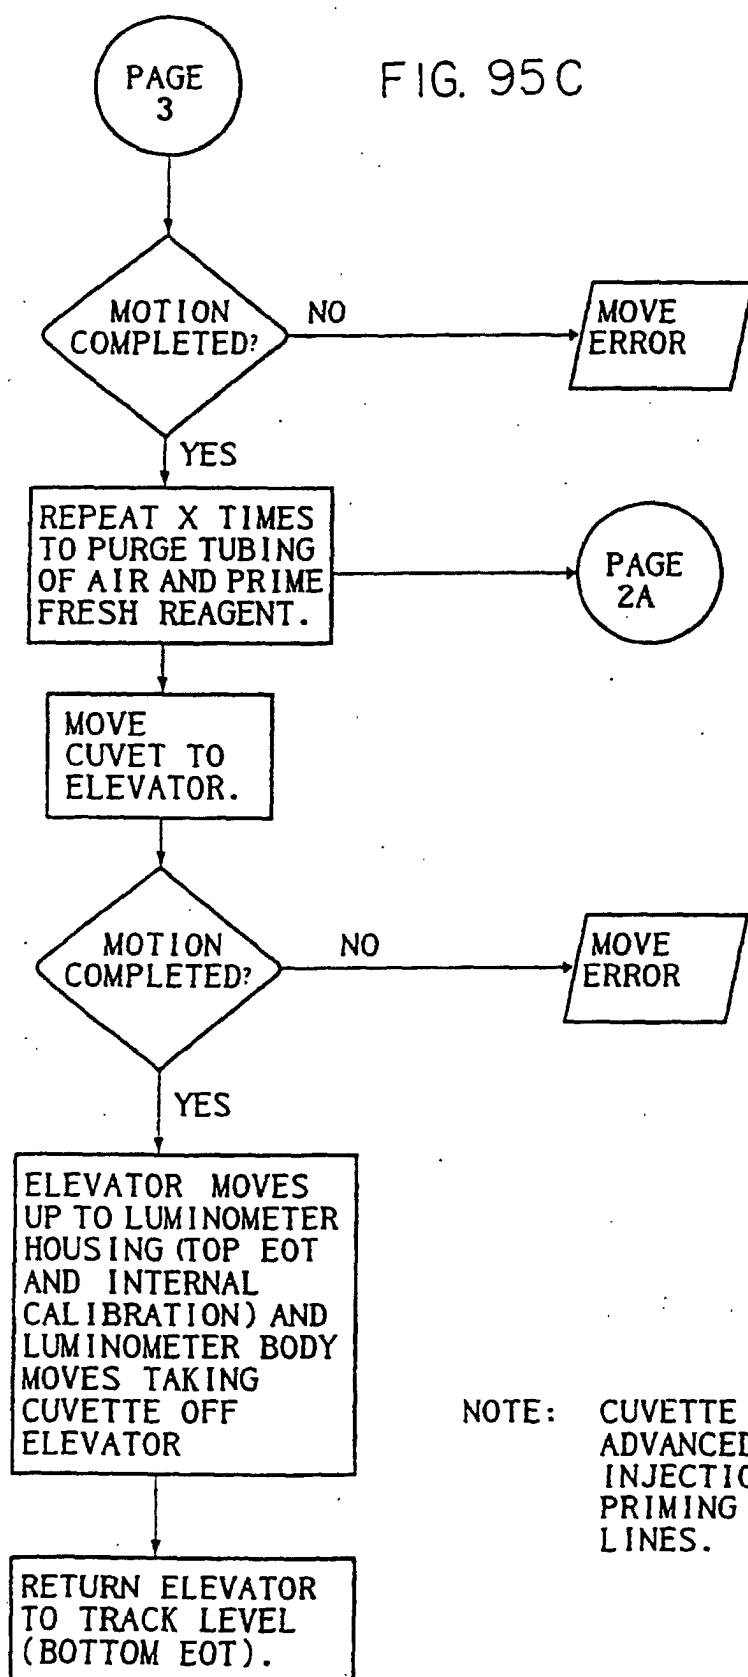 PAGE
3
FIG. 95C
MOTION
COMPLETED?
NO
MOVE
ERROR
YES
REPEAT X TIMES
TO PURGE TUBING
OF AIR AND PRIME
FRESH REAGENT.
PAGE
2A
MOVE
CUVET TO
ELEVATOR.
MOTION
COMPLETED?
NO
MOVE
ERROR
YES
ELEVATOR MOVES
UP TO LUMINOMETER
HOUSING (TOP EOT
AND INTERNAL
CALIBRATION) AND
LUMINOMETER BODY
MOVES TAKING
CUVETTE OFF
ELEVATOR
NOTE: CUVETTE
ADVANCED
INJECTIO
PRIMING
LINES.
RETURN ELEVATOR
TO TRACK LEVEL
(BOTTOM EOT).